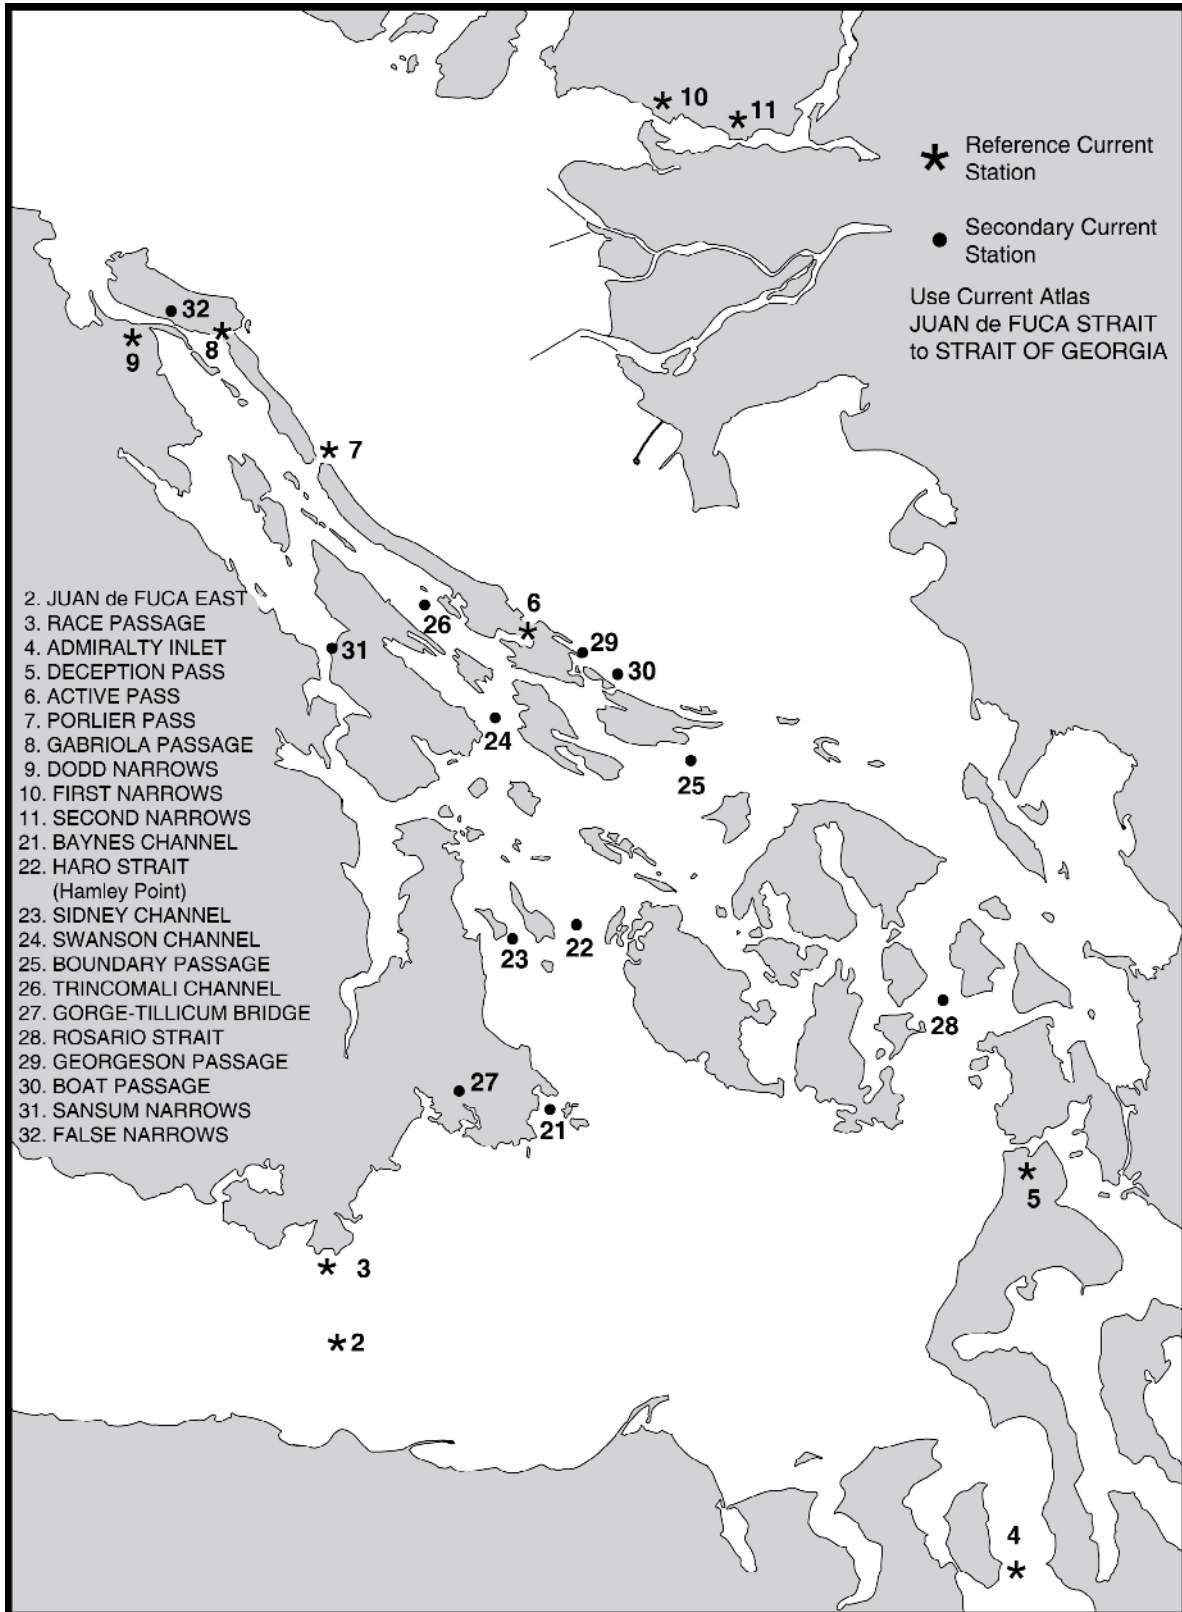 10
11
Reference Current
Station
Secondary Current
Station
Use Current Atlas
JUAN de FUCA STRAIT
to STRAIT OF GEORGIA
32
8
9
7
6
26
29
31
30
24
25
2. JUAN de FUCA EAST
3. RACE PASSAGE
4. ADMIRALTY INLET
5. DECEPTION PASS
6. ACTIVE PASS
7. PORLIER PASS
8. GABRIOLA PASSAGE
9. DODD NARROWS
10. FIRST NARROWS
11. SECOND NARROWS
21. BAYNES CHANNEL
22. HARO STRAIT
(Hamley Point)
23. SIDNEY CHANNEL
24. SWANSON CHANNEL
25. BOUNDARY PASSAGE
26. TRINCOMALI CHANNEL
27. GORGE-TILLICUM BRIDGE
28. ROSARIO STRAIT
29. GEORGESON PASSAGE
30. BOAT PASSAGE
31. SANSUM NARROWS
32. FALSE NARROWS
22
23
28
27
21
5
3
2
4